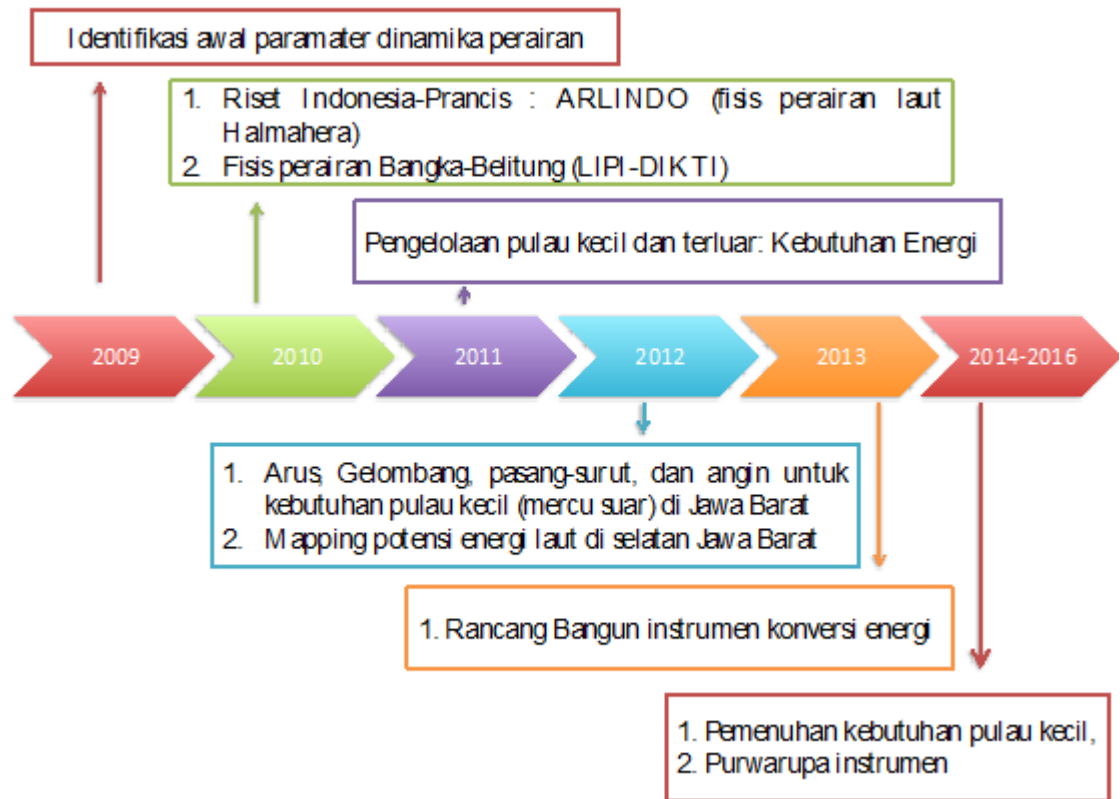 Identifikasi awal paramater dinamika perairan
1. Riset Indonesia-Prancis : ARLINDO (fisis perairan laut
Halmahera)
2. Fisis perairan Bangka-Belitung (LIPI-DIKTI)
Pengelolaan pulau kecil dan terluar: Kebutuhan Energi
2009
2010
2011
2012
2013
2014-2016
1. Arus, Gelombang, pasang-surut, dan angin untuk
kebutuhan pulau kecil (mercu suar) di Jawa Barat
2. Mapping potensi energi laut di selatan Jawa Barat
1. Rancang Bangun instrumen konversi energi
1. Pemenuhan kebutuhan pulau kecil,
2. Purwarupa instrumen